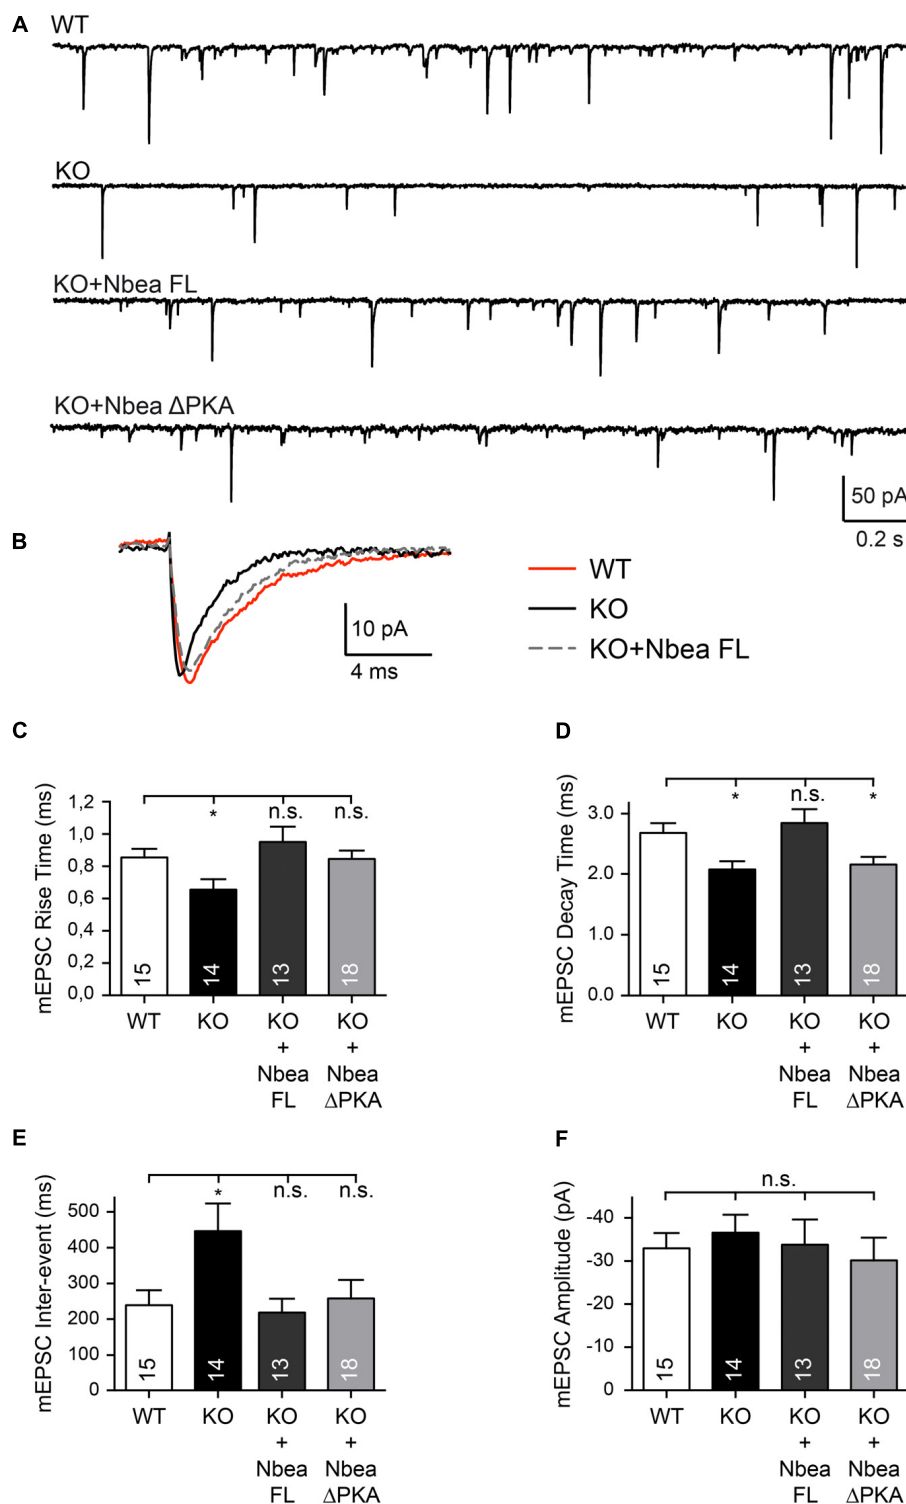 A
WT
KO
KO+Nbea FL
KO+Nbea ΔPKA
50 pA
0.2 s
B
10 pA
4 ms
WT
KO
KO+Nbea FL
C
mEPSC Rise Time (ms)
1,2
1,0
0,8
0,6
0,4
0,2
0,0
*
n.s.
n.s.
15
14
13
18
WT
KO
KO
+
Nbea
FL
KO
+
Nbea
ΔPKA
D
mEPSC Decay Time (ms)
3.0
2.0
1.0
0.0
*
n.s.
*
15
14
13
18
WT
KO
KO
+
Nbea
FL
KO
+
Nbea
ΔPKA
E
mEPSC Inter-event (ms)
500
400
300
200
100
0
*
n.s.
n.s.
15
14
13
18
WT
KO
KO
+
Nbea
FL
KO
+
Nbea
ΔPKA
F
mEPSC Amplitude (pA)
-40
-30
-20
-10
0
n.s.
15
14
13
18
WT
KO
KO
+
Nbea
FL
KO
+
Nbea
ΔPKA